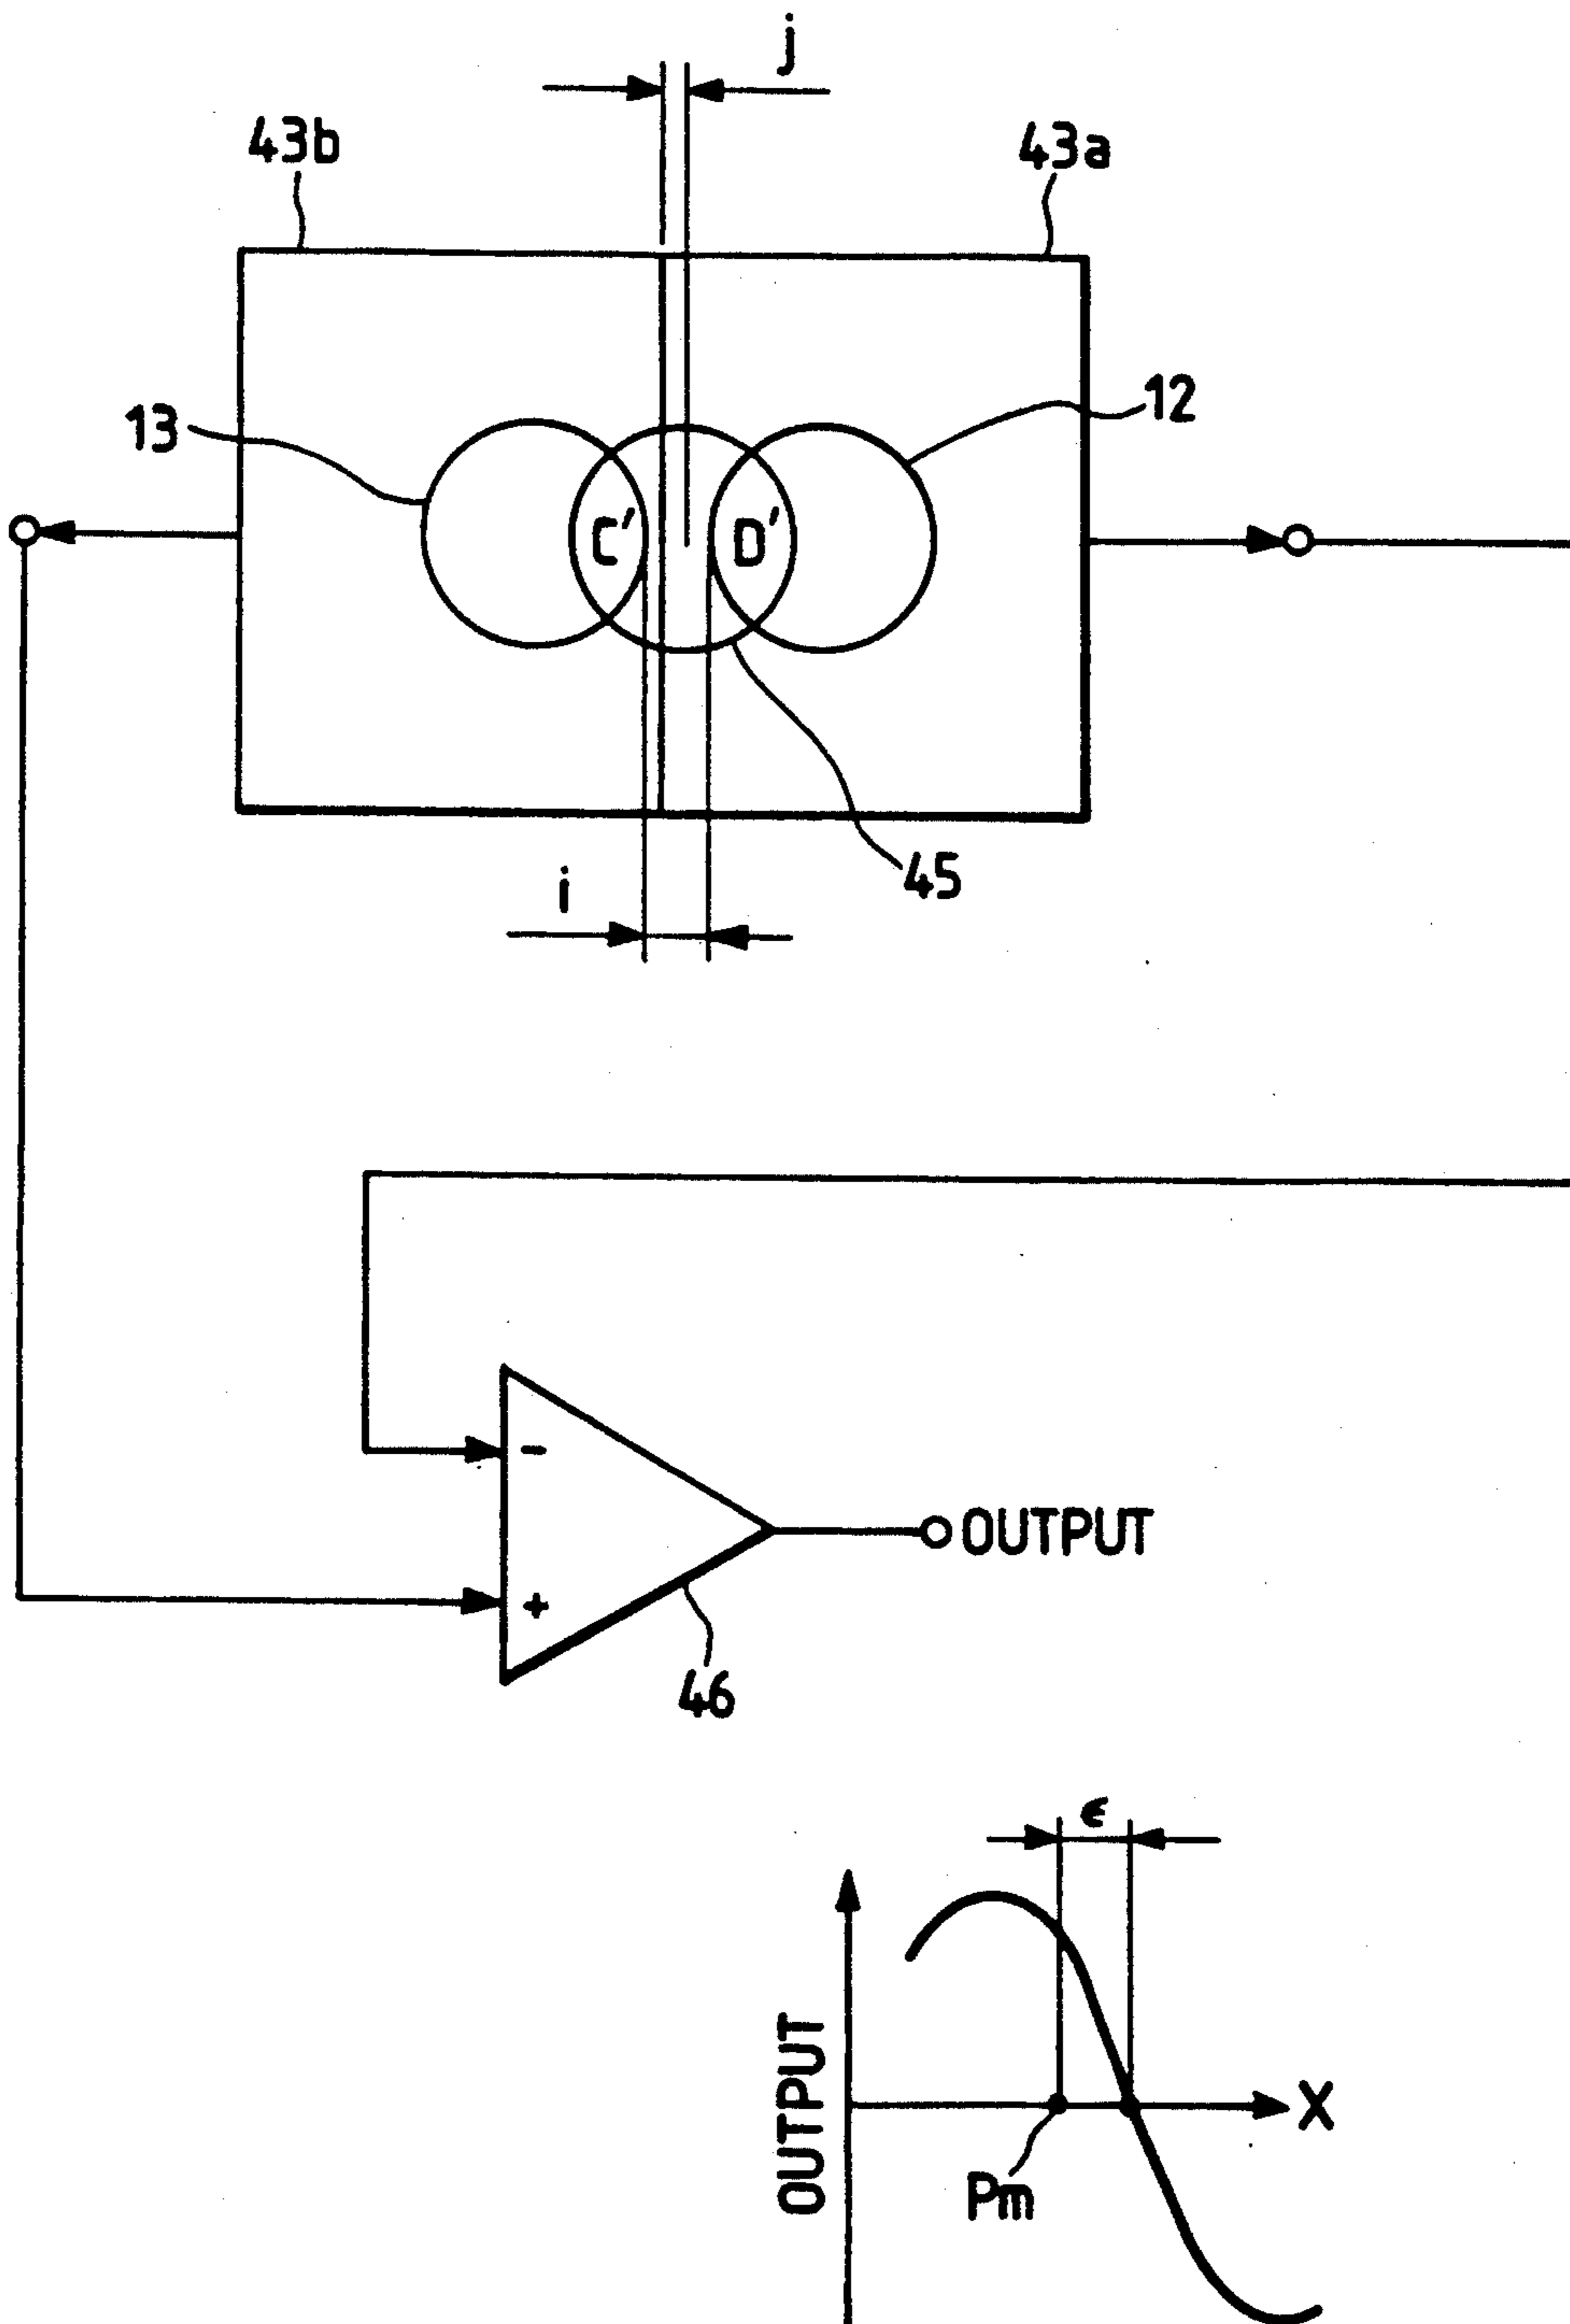 j
43b
43a
13
12
C′
D′
45
i
-
+
OUTPUT
46
ϵ
OUTPUT
X
Pm